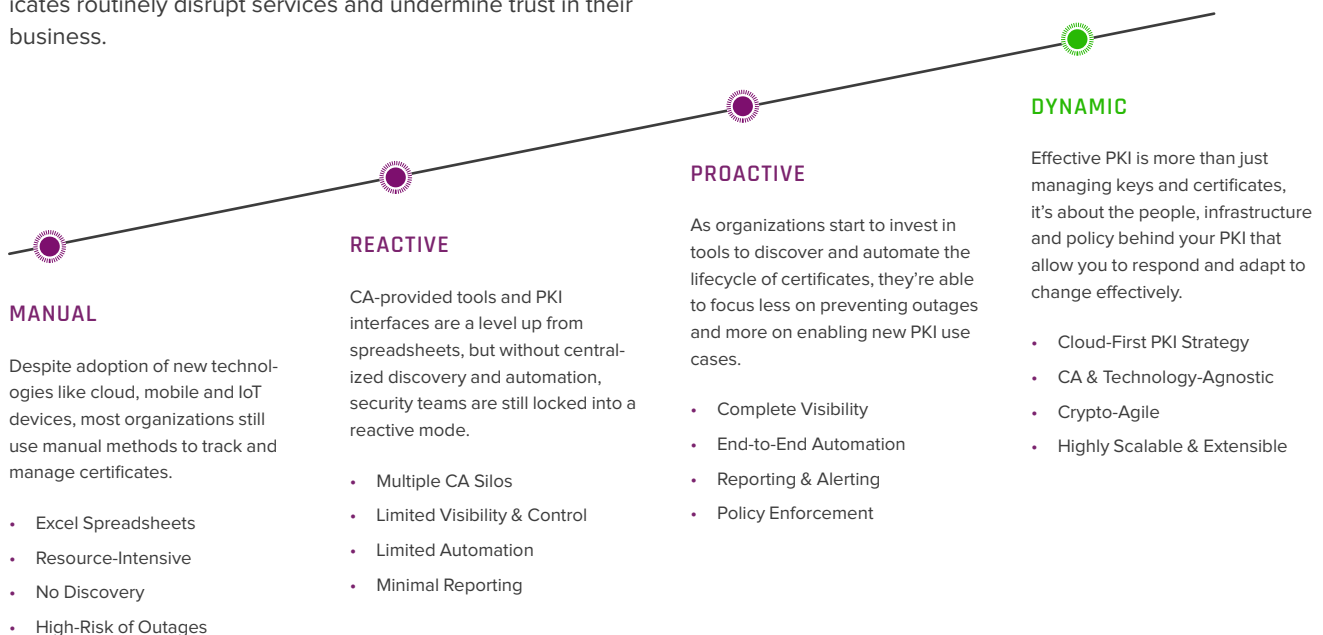 icates routinely disrupt services and undermine trust in their
business.
MANUAL
Despite adoption of new technol-
ogies like cloud, mobile and IoT
devices, most organizations still
use manual methods to track and
manage certificates.
• Excel Spreadsheets
• Resource-Intensive
• No Discovery
• High-Risk of Outages
REACTIVE
CA-provided tools and PKI
interfaces are a level up from
spreadsheets, but without central-
ized discovery and automation,
security teams are still locked into a
reactive mode.
• Multiple CA Silos
• Limited Visibility & Control
• Limited Automation
• Minimal Reporting
PROACTIVE
As organizations start to invest in
tools to discover and automate the
lifecycle of certificates, they’re able
to focus less on preventing outages
and more on enabling new PKI use
cases.
• Complete Visibility
• End-to-End Automation
• Reporting & Alerting
• Policy Enforcement
DYNAMIC
Effective PKI is more than just
managing keys and certificates,
it’s about the people, infrastructure
and policy behind your PKI that
allow you to respond and adapt to
change effectively.
• Cloud-First PKI Strategy
• CA & Technology-Agnostic
• Crypto-Agile
• Highly Scalable & Extensible